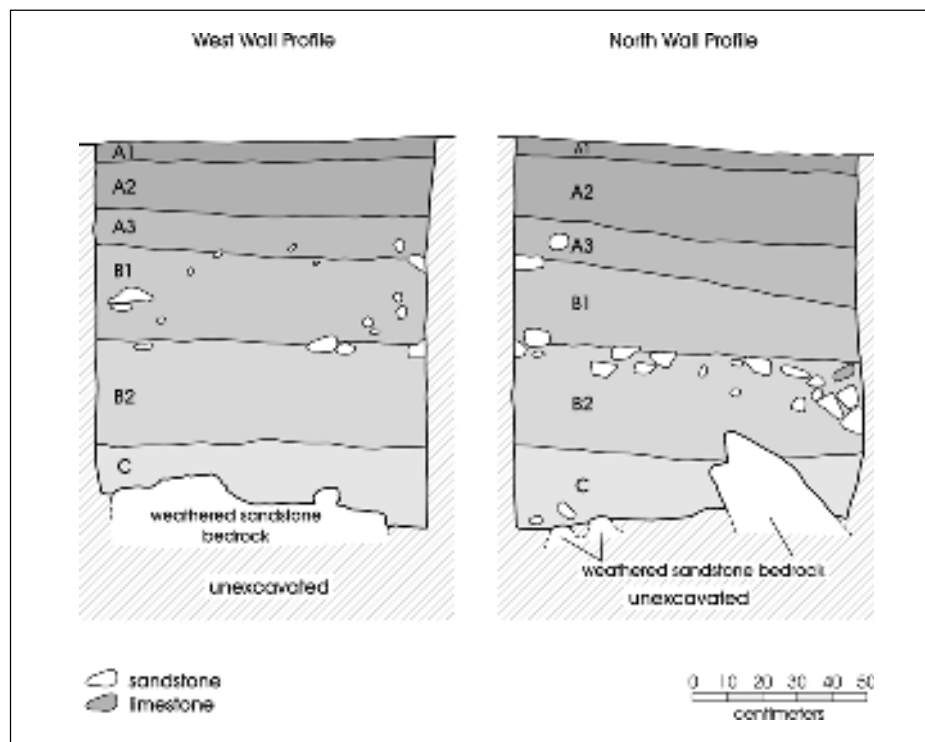 West Wall Profile
North Wall Profile
A1
A2
A3
B1
B2
C
weathered sandstone
bedrock
unexcavated
A1
A2
A3
B1
B2
C
weathered sandstone bedrock
unexcavated
sandstone
limestone
0 10 20 30 40 50
centimeters